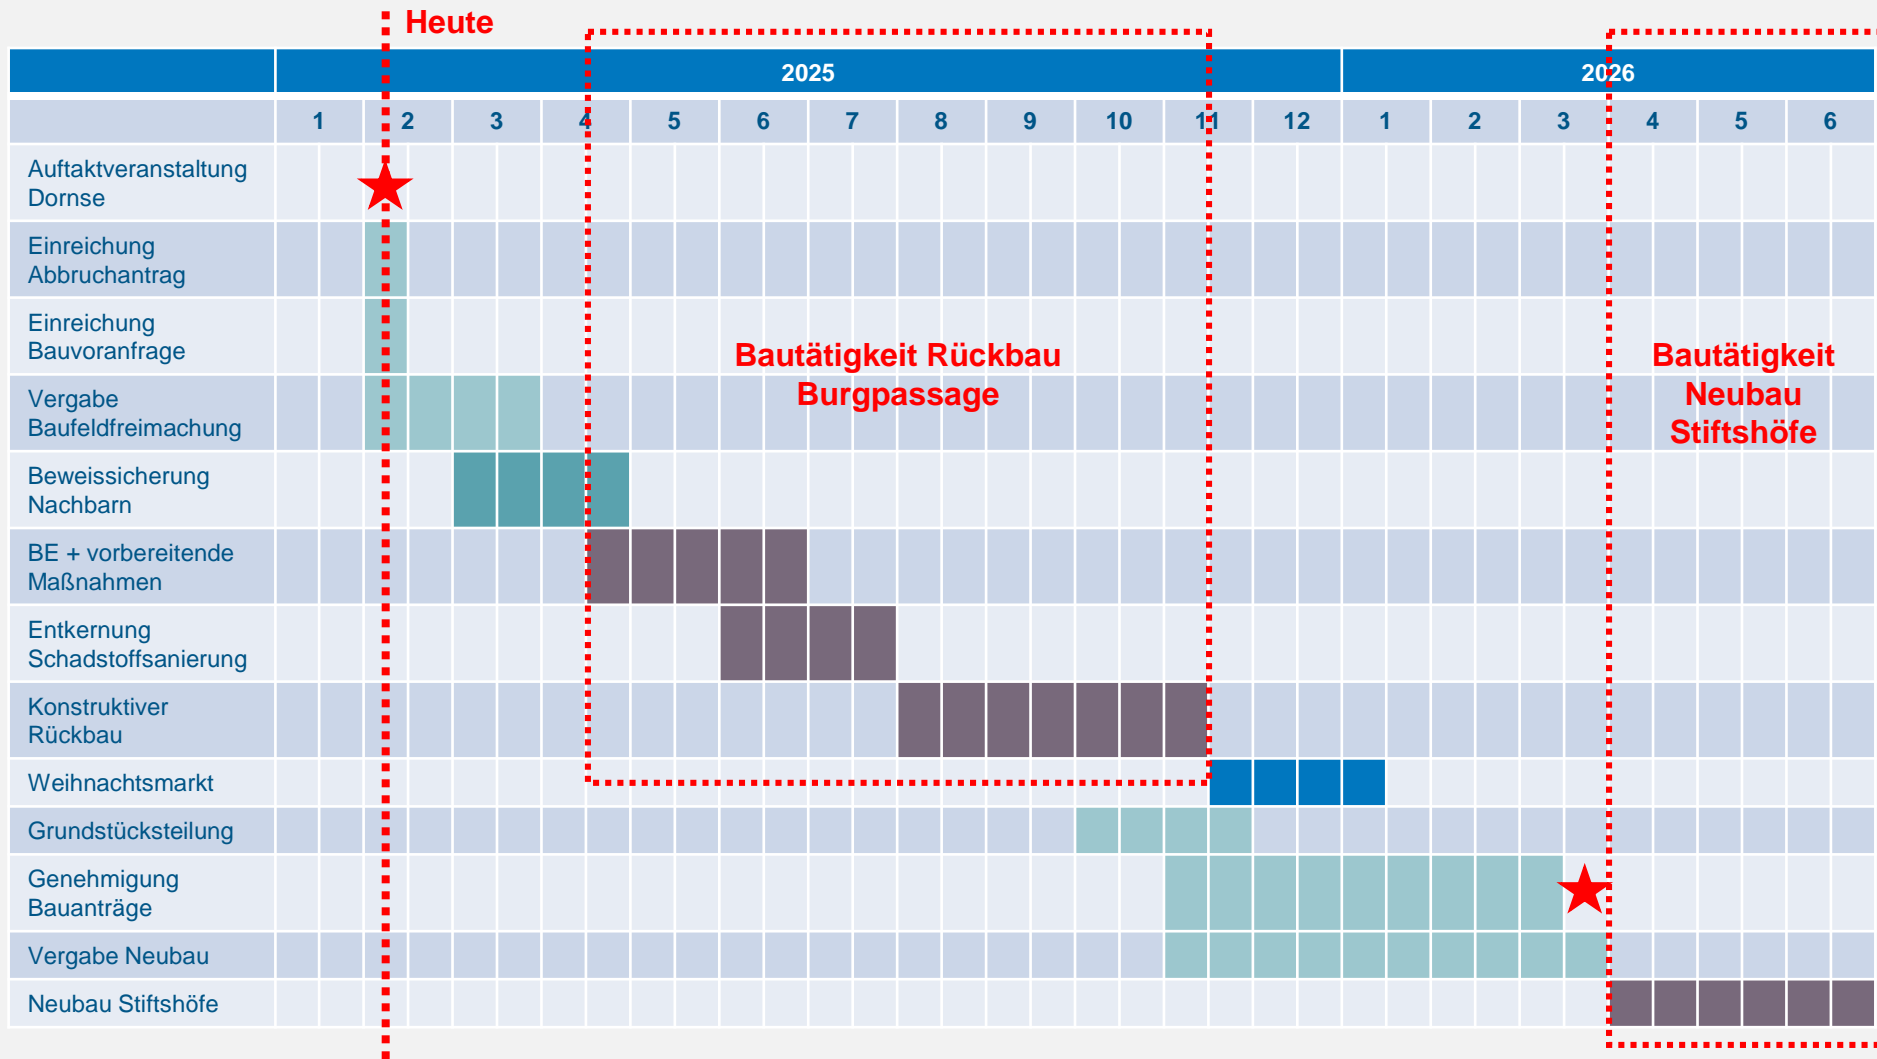 Heute
2025
2026
1 2 3 4 5 6 7 8 9 10 11 12 1 2 3 4 5 6
Auftaktveranstaltung
Dornse
Einreichung
Abbruchantrag
Einreichung
Bauvoranfrage
Bautätigkeit Rückbau
Burgpassage
Bautätigkeit
Neubau
Stiftshöfe
Vergabe
Baufeldfreimachung
Beweissicherung
Nachbarn
BE + vorbereitende
Maßnahmen
Entkernung
Schadstoffsanierung
Konstruktiver
Rückbau
Weihnachtsmarkt
Grundstücksteilung
Genehmigung
Bauanträge
Vergabe Neubau
Neubau Stiftshöfe